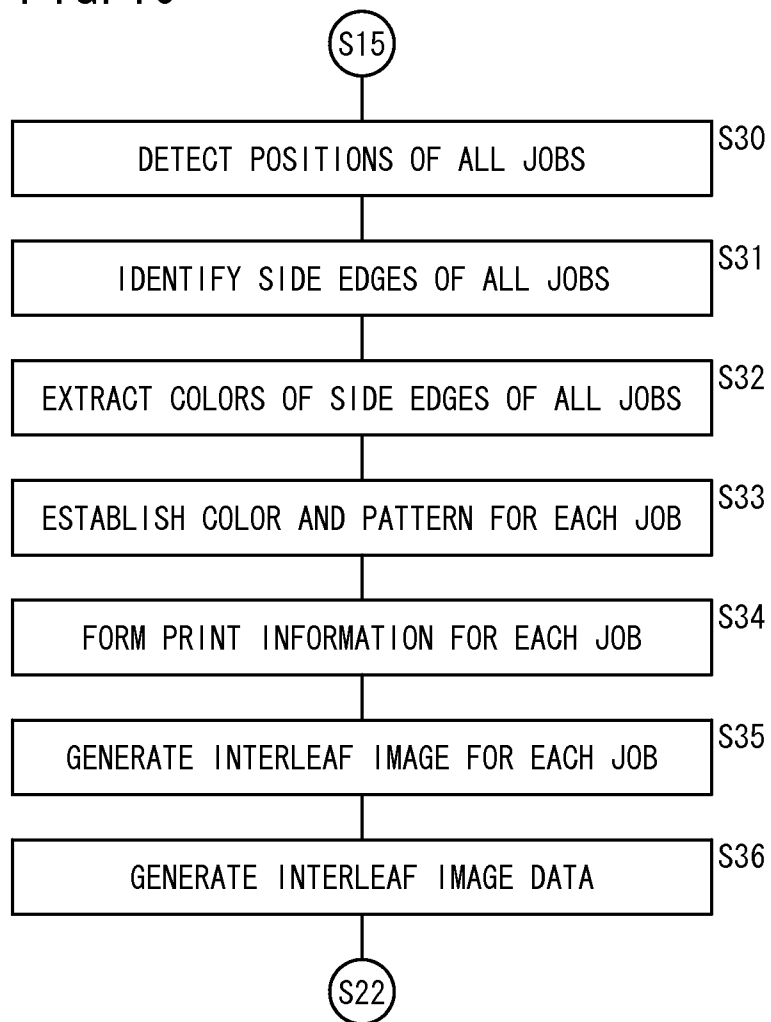 S15
DETECT POSITIONS OF ALL JOBS
S30
IDENTIFY SIDE EDGES OF ALL JOBS
S31
EXTRACT COLORS OF SIDE EDGES OF ALL JOBS
S32
ESTABLISH COLOR AND PATTERN FOR EACH JOB
S33
FORM PRINT INFORMATION FOR EACH JOB
S34
GENERATE INTERLEAF IMAGE FOR EACH JOB
S35
GENERATE INTERLEAF IMAGE DATA
S36
S22